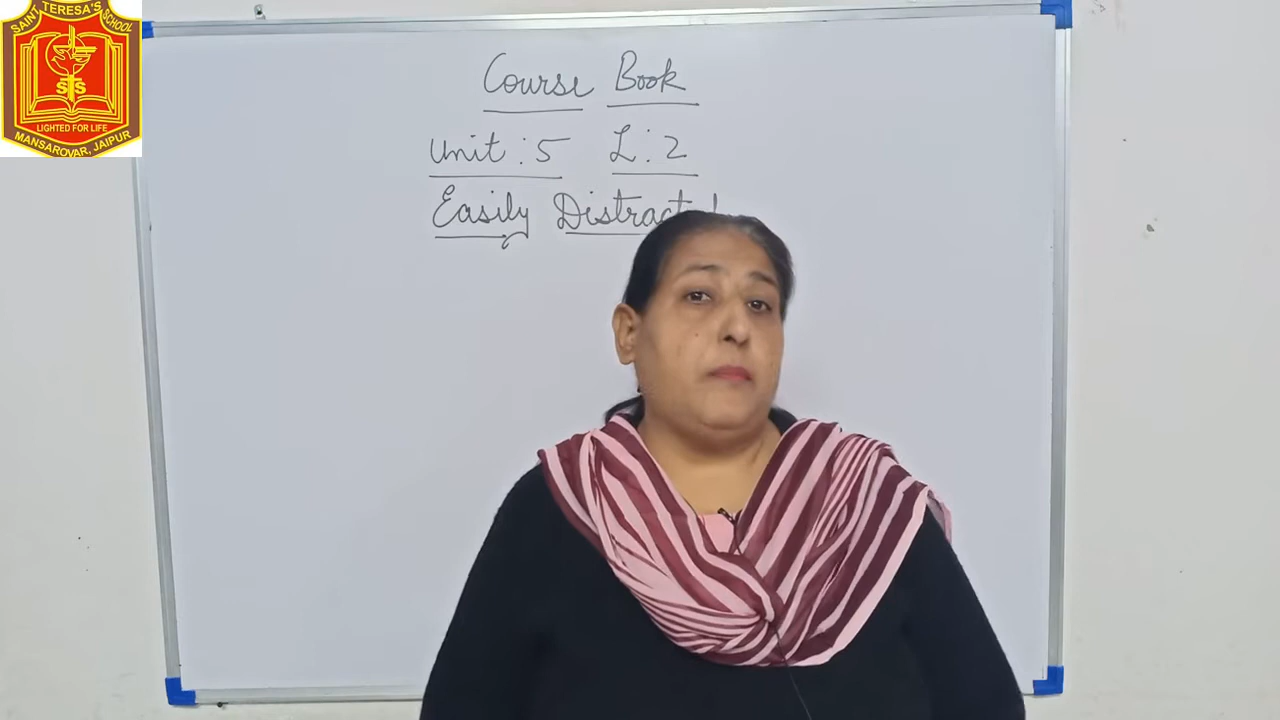 SAINT TERESA'S SCHOOL
STS
LIGHTED FOR LIFE
MANSAROVAR, JAIPUR
Course Book
Unit : 5 L : 2
Easily